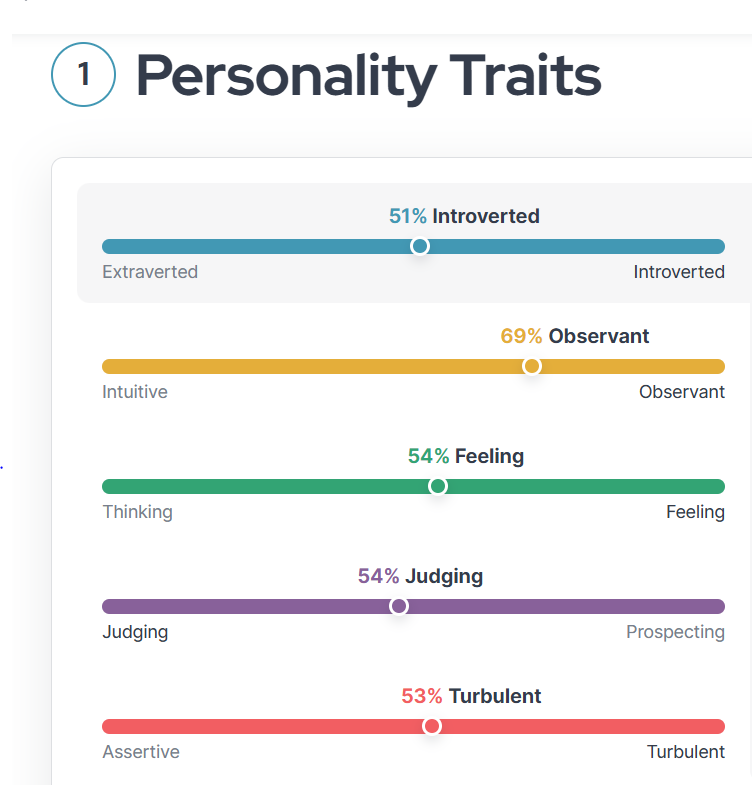 1 Personality Traits
51% Introverted
Extraverted Introverted
69% Observant
Intuitive Observant
54% Feeling
Thinking Feeling
54% Judging
Judging Prospecting
53% Turbulent
Assertive Turbulent